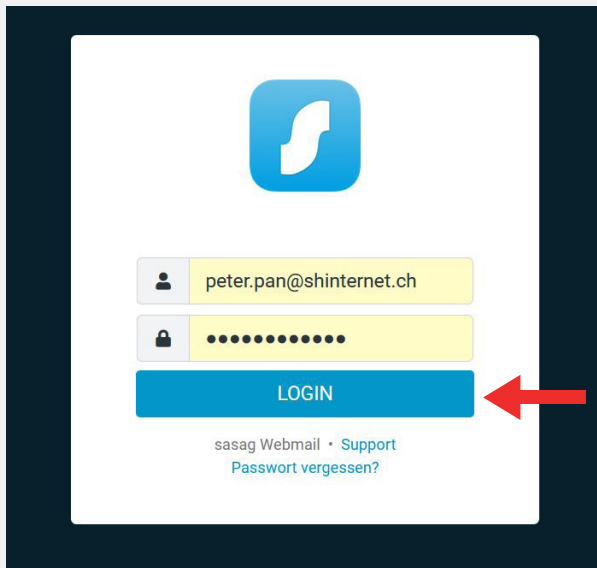 peter.pan@shinternet.ch
••••••••••••
LOGIN
sasag Webmail • Support
Passwort vergessen?